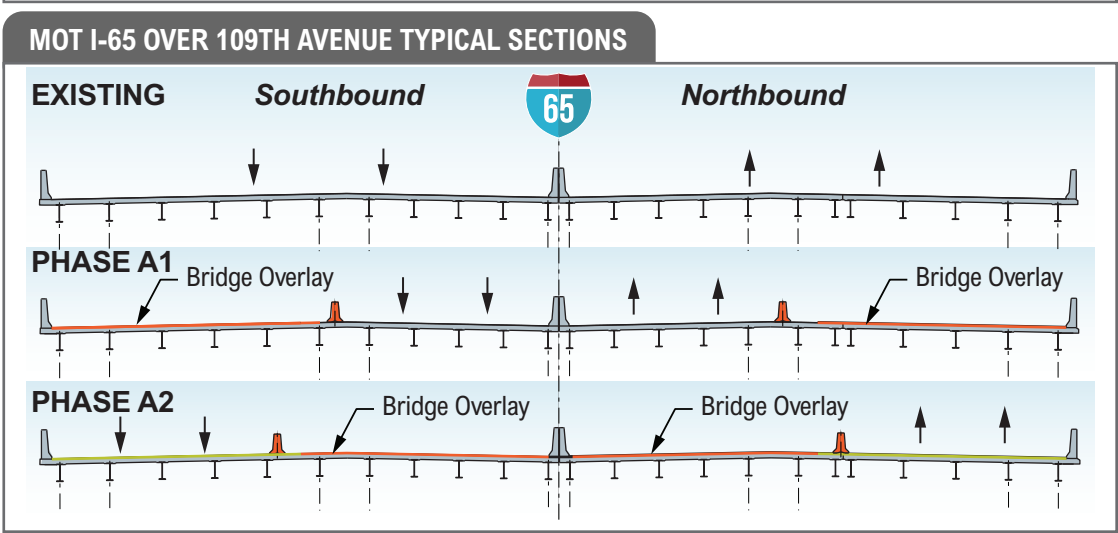 MOT I-65 OVER 109TH AVENUE TYPICAL SECTIONS
EXISTING
Southbound
65
Northbound
PHASE A1
Bridge Overlay
Bridge Overlay
PHASE A2
Bridge Overlay
Bridge Overlay